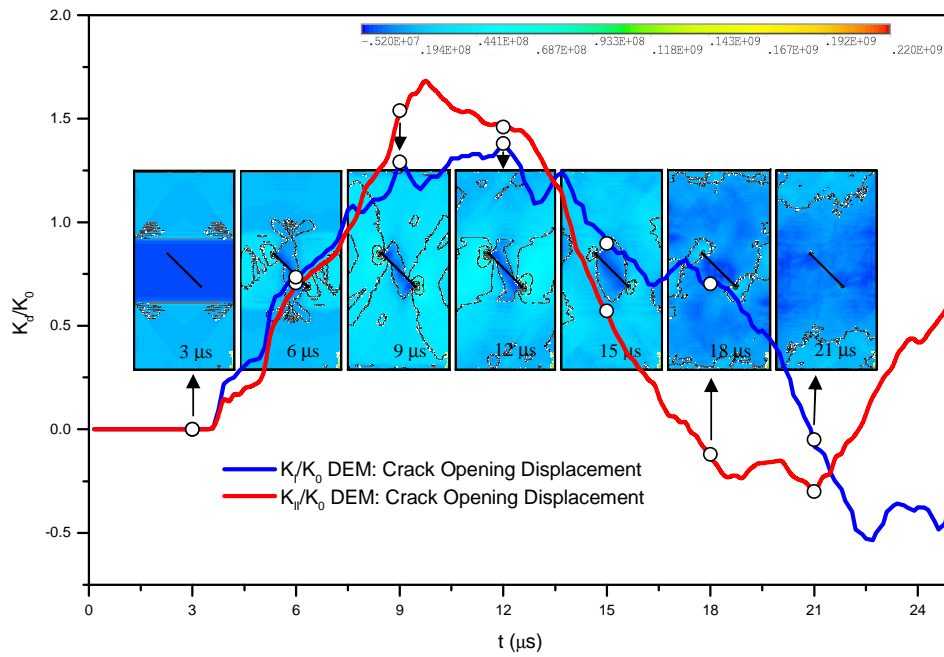 -.520E+07 .441E+08 .933E+08 .143E+09 .192E+09
.194E+08 .687E+08 .118E+09 .167E+09 .220E+09
2.0
1.5
1.0
0.5
0.0
-0.5
K_d/K_0
3 μs 6 μs 9 μs 12 μs 15 μs 18 μs 21 μs
K_I/K_0 DEM: Crack Opening Displacement
K_II/K_0 DEM: Crack Opening Displacement
0 3 6 9 12 15 18 21 24
t (μs)